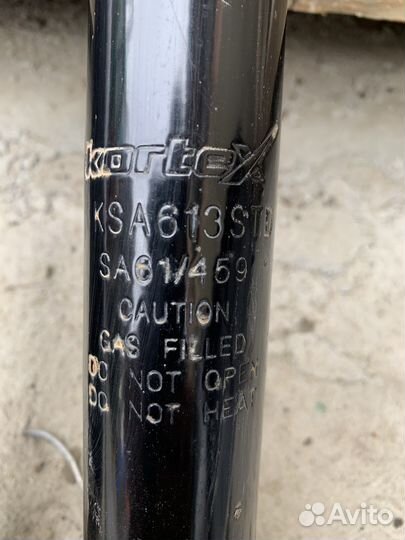 kortex
KSA613STD
SA61/459
CAUTION
GAS FILLED
DO NOT OPEN
DO NOT HEAT
Avito